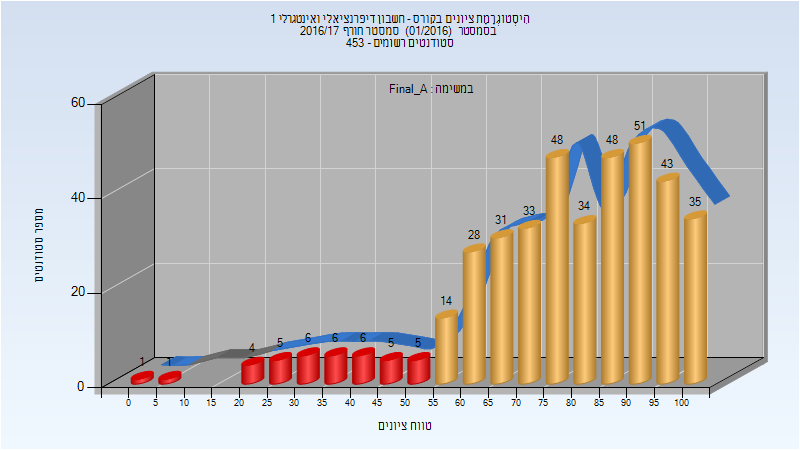 היסטוגרמת ציונים בקורס - חשבון דיפרנציאלי ואינטגרלי 1
בסמסטר (01/2016) סמסטר חורף 2016/17
סטודנטים רשומים - 453
במשימה : Final_A
60
40
20
0
מספר סטודנטים
1 1 4 5 6 6 6 5 5 14 28 31 33 48 34 48 51 43 35
0 5 10 15 20 25 30 35 40 45 50 55 60 65 70 75 80 85 90 95 100
טווח ציונים